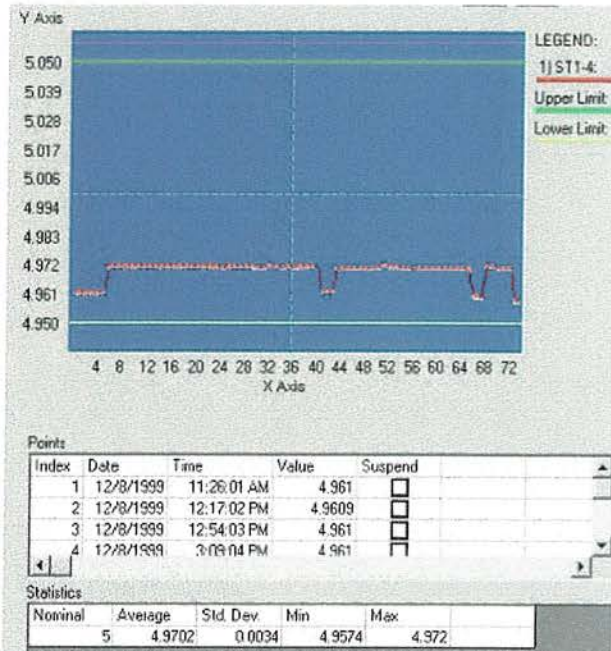 Y Axis
5.050
5.039
5.028
5.017
5.006
4.994
4.983
4.972
4.961
4.950
4 8 12 16 20 24 28 32 36 40 44 48 52 56 60 64 68 72
X Axis
LEGEND:
1) ST1-4:
Upper Limit:
Lower Limit:
Points
Index Date Time Value Suspend
1 12/8/1999 11:26:01 AM 4.961
2 12/8/1999 12:17:02 PM 4.9609
3 12/8/1999 12:54:03 PM 4.961
4 12/8/1999 3:09:04 PM 4.961
Statistics
Nominal Average Std. Dev. Min Max
5 4.9702 0.0034 4.9574 4.972